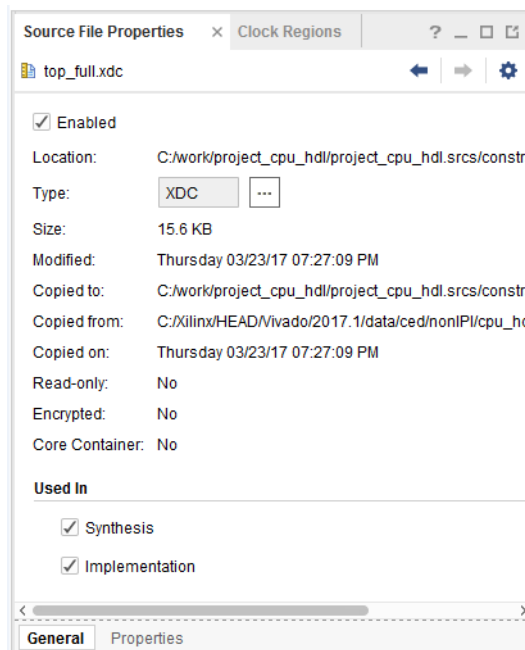 Source File Properties × Clock Regions ? _
top_full.xdc
Enabled
Location: C:/work/project_cpu_hdl/project_cpu_hdl.srcs/constr
Type: XDC ...
Size: 15.6 KB
Modified: Thursday 03/23/17 07:27:09 PM
Copied to: C:/work/project_cpu_hdl/project_cpu_hdl.srcs/constr
Copied from: C:/Xilinx/HEAD/Vivado/2017.1/data/ced/nonIPI/cpu_hd
Copied on: Thursday 03/23/17 07:27:09 PM
Read-only: No
Encrypted: No
Core Container: No
Used In
Synthesis
Implementation
General Properties